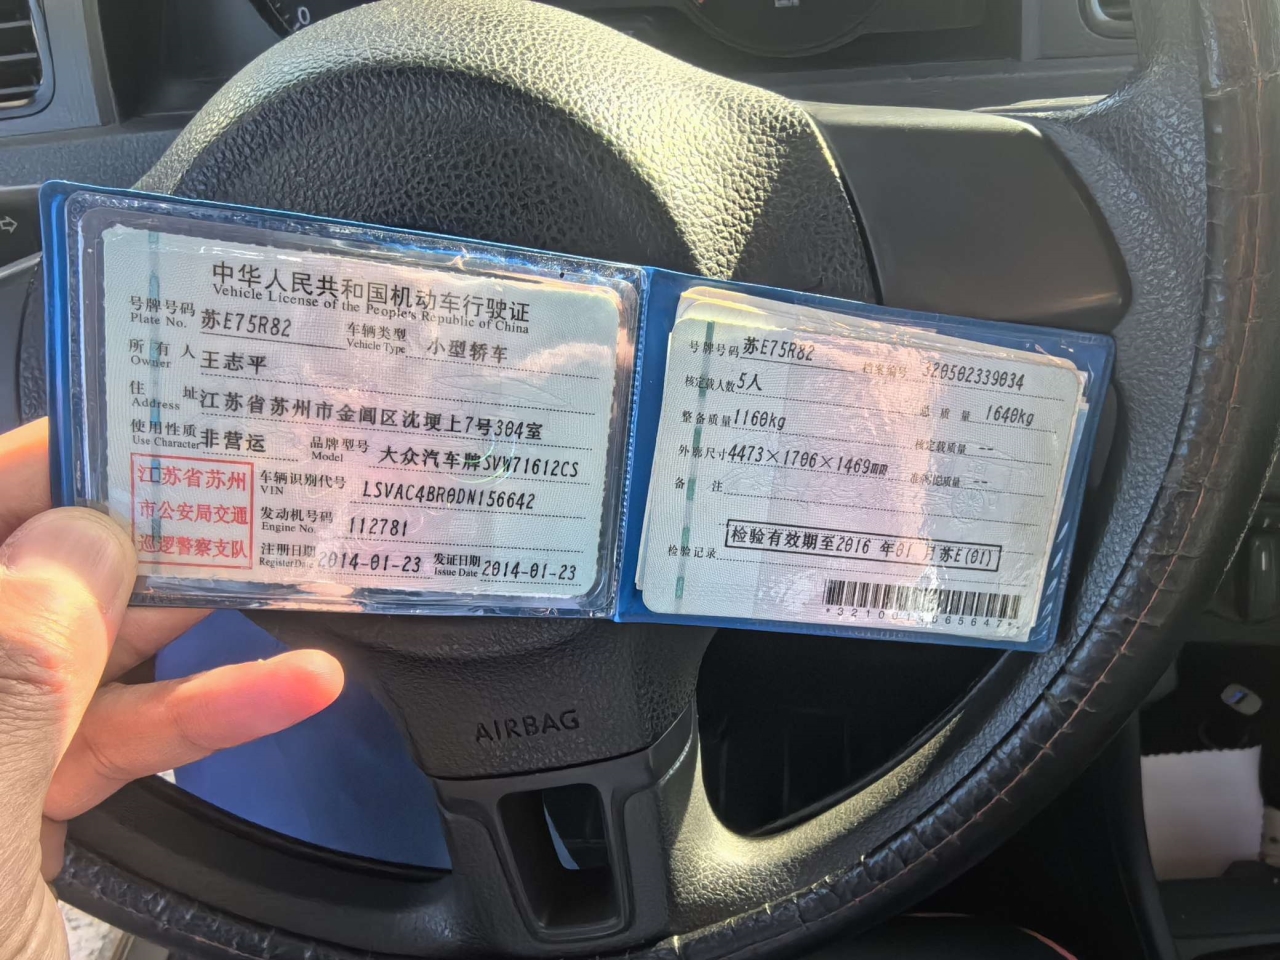 中华人民共和国机动车行驶证
Vehicle License of the People's Republic of China
号牌号码 苏E75R82 车辆类型 小型轿车
Plate No. Vehicle Type
所有人 王志平
Owner
住址 江苏省苏州市金阊区沈埂上7号304室
Address
使用性质 非营运 品牌型号 大众汽车牌SVW71612CS
Use Character Model
江苏省苏州
市公安局交通
巡逻警察支队
车辆识别代号 LSVAC4BR0DN156642
VIN
发动机号码 112781
Engine No.
注册日期 2014-01-23 发证日期 2014-01-23
Register Date Issue Date
号牌号码 苏E75R82 档案编号 320502339034
核定载人数 5人 总质量 1640kg
整备质量 1160kg 核定载质量 --
外廓尺寸 4473×1706×1469mm 准牵引总质量 --
备注
检验记录 检验有效期至2016年01月苏E(01)
AIRBAG
0